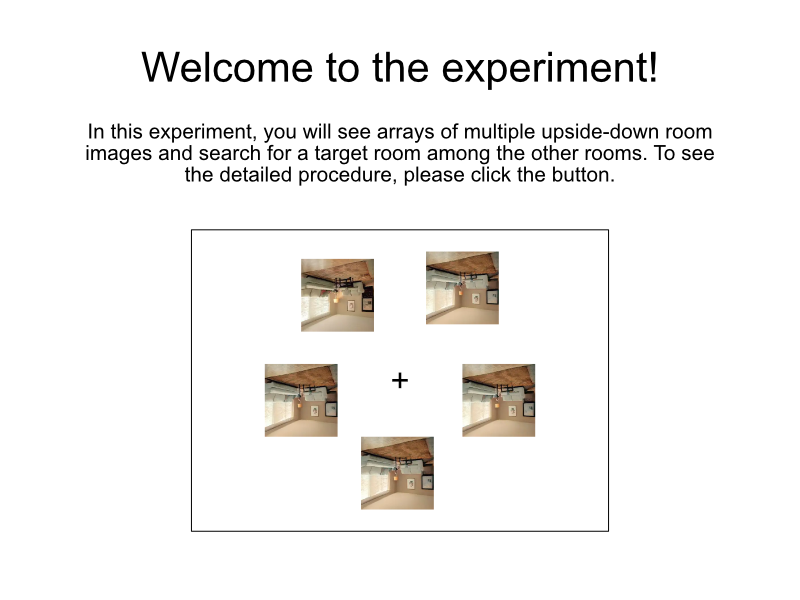 Welcome to the experiment!
In this experiment, you will see arrays of multiple upside-down room
images and search for a target room among the other rooms. To see
the detailed procedure, please click the button.
+